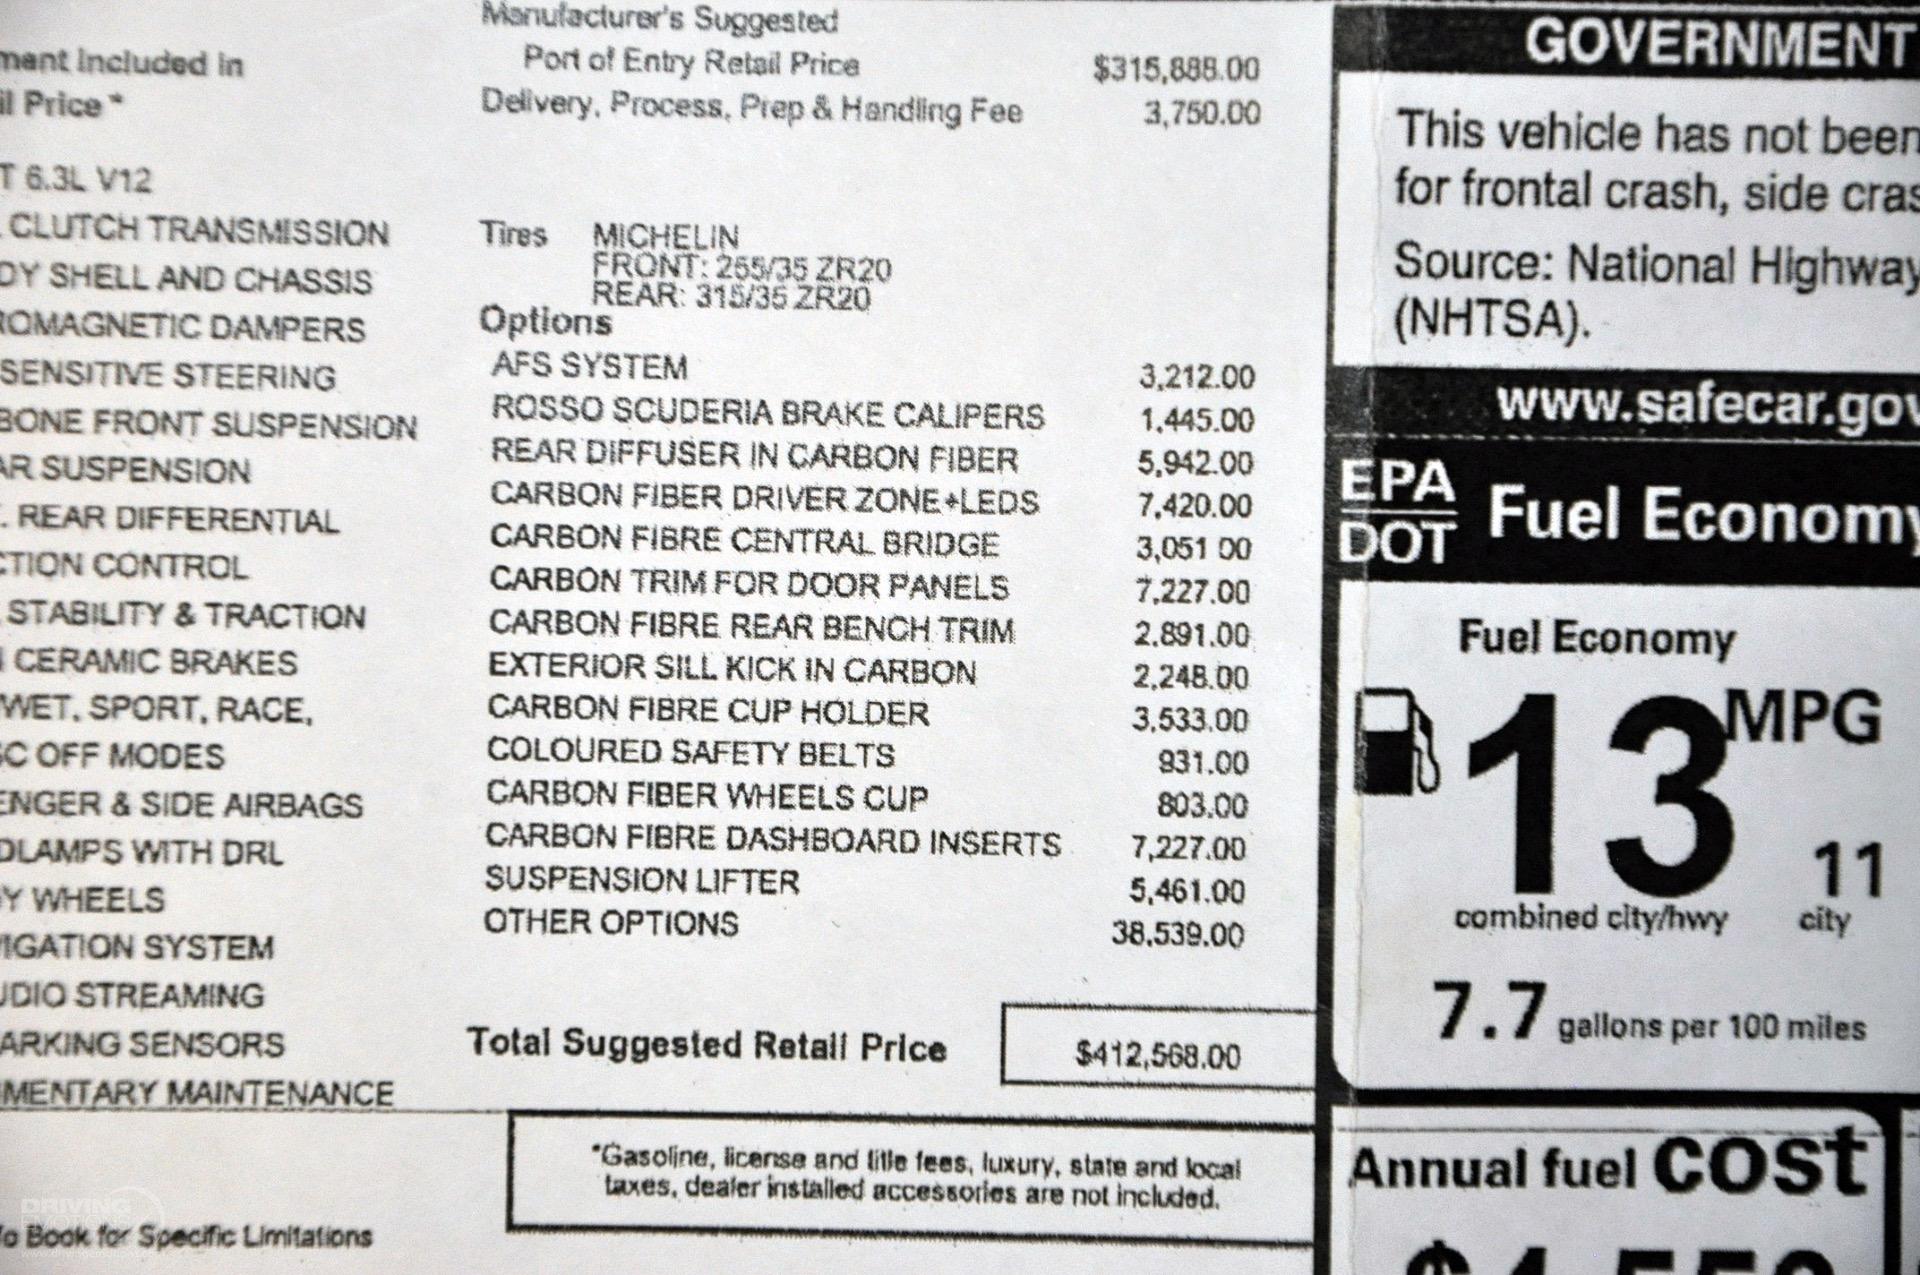 ment Included in
il Price*
T 6.3L V12
CLUTCH TRANSMISSION
DY SHELL AND CHASSIS
ROMAGNETIC DAMPERS
SENSITIVE STEERING
BONE FRONT SUSPENSION
AR SUSPENSION
. REAR DIFFERENTIAL
CTION CONTROL
STABILITY & TRACTION
CERAMIC BRAKES
WET, SPORT, RACE,
SC OFF MODES
ENGER & SIDE AIRBAGS
DLAMPS WITH DRL
Y WHEELS
VIGATION SYSTEM
UDIO STREAMING
ARKING SENSORS
MENTARY MAINTENANCE
o Book for Specific Limitations
DRIVING
Manufacturer's Suggested
Port of Entry Retail Price $315,888.00
Delivery, Process, Prep & Handling Fee 3,750.00
Tires MICHELIN
FRONT: 255/35 ZR20
REAR: 315/35 ZR20
Options
AFS SYSTEM 3,212.00
ROSSO SCUDERIA BRAKE CALIPERS 1,445.00
REAR DIFFUSER IN CARBON FIBER 5,942.00
CARBON FIBER DRIVER ZONE+LEDS 7,420.00
CARBON FIBRE CENTRAL BRIDGE 3,051 00
CARBON TRIM FOR DOOR PANELS 7,227.00
CARBON FIBRE REAR BENCH TRIM 2,891.00
EXTERIOR SILL KICK IN CARBON 2,248.00
CARBON FIBRE CUP HOLDER 3,533.00
COLOURED SAFETY BELTS 931.00
CARBON FIBER WHEELS CUP 803.00
CARBON FIBRE DASHBOARD INSERTS 7,227.00
SUSPENSION LIFTER 5,461.00
OTHER OPTIONS 38,539.00
Total Suggested Retail Price $412,568.00
*Gasoline, license and title fees, luxury, state and local
taxes, dealer installed accessories are not included.
GOVERNMENT
This vehicle has not been
for frontal crash, side cras
Source: National Highway
(NHTSA).
www.safecar.gov
EPA
DOT Fuel Economy
Fuel Economy
13 MPG
11
combined city/hwy city
7.7 gallons per 100 miles
Annual fuel COST